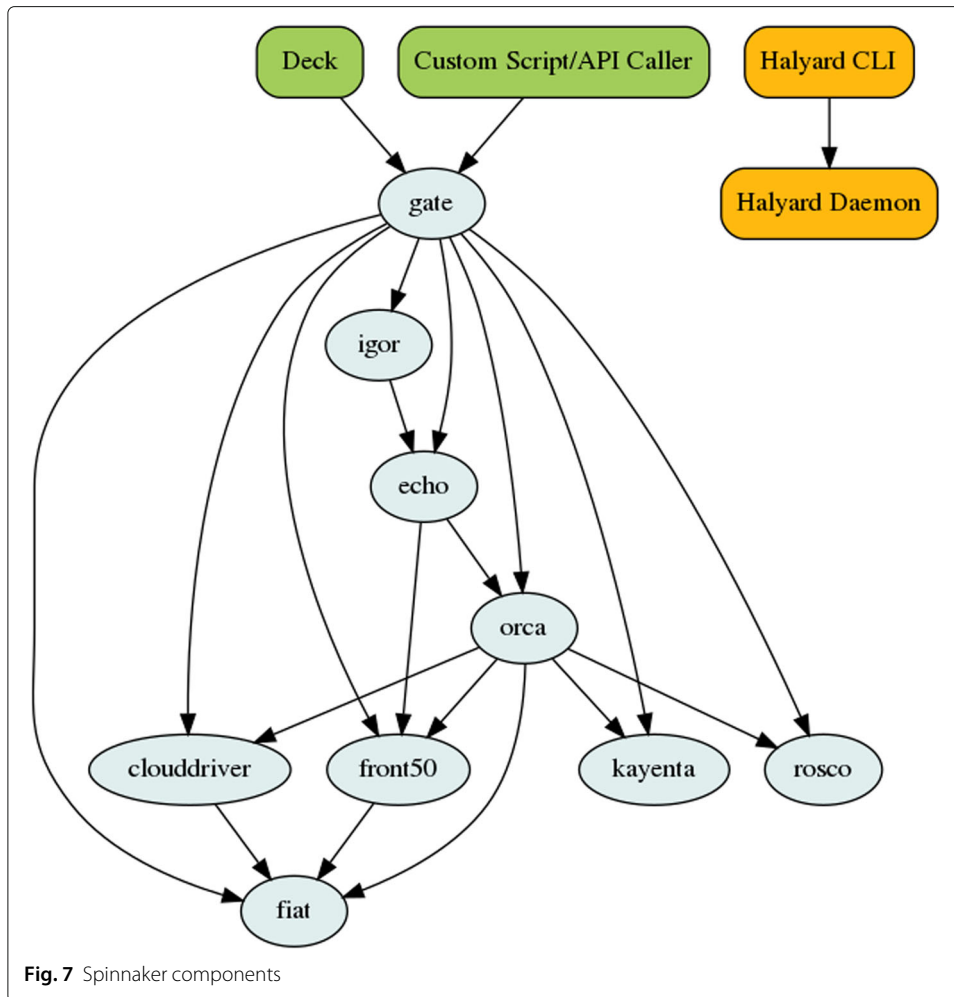 Deck
Custom Script/API Caller
Halyard CLI
gate
Halyard Daemon
igor
echo
orca
clouddriver
front50
kayenta
rosco
fiat
Fig. 7 Spinnaker components